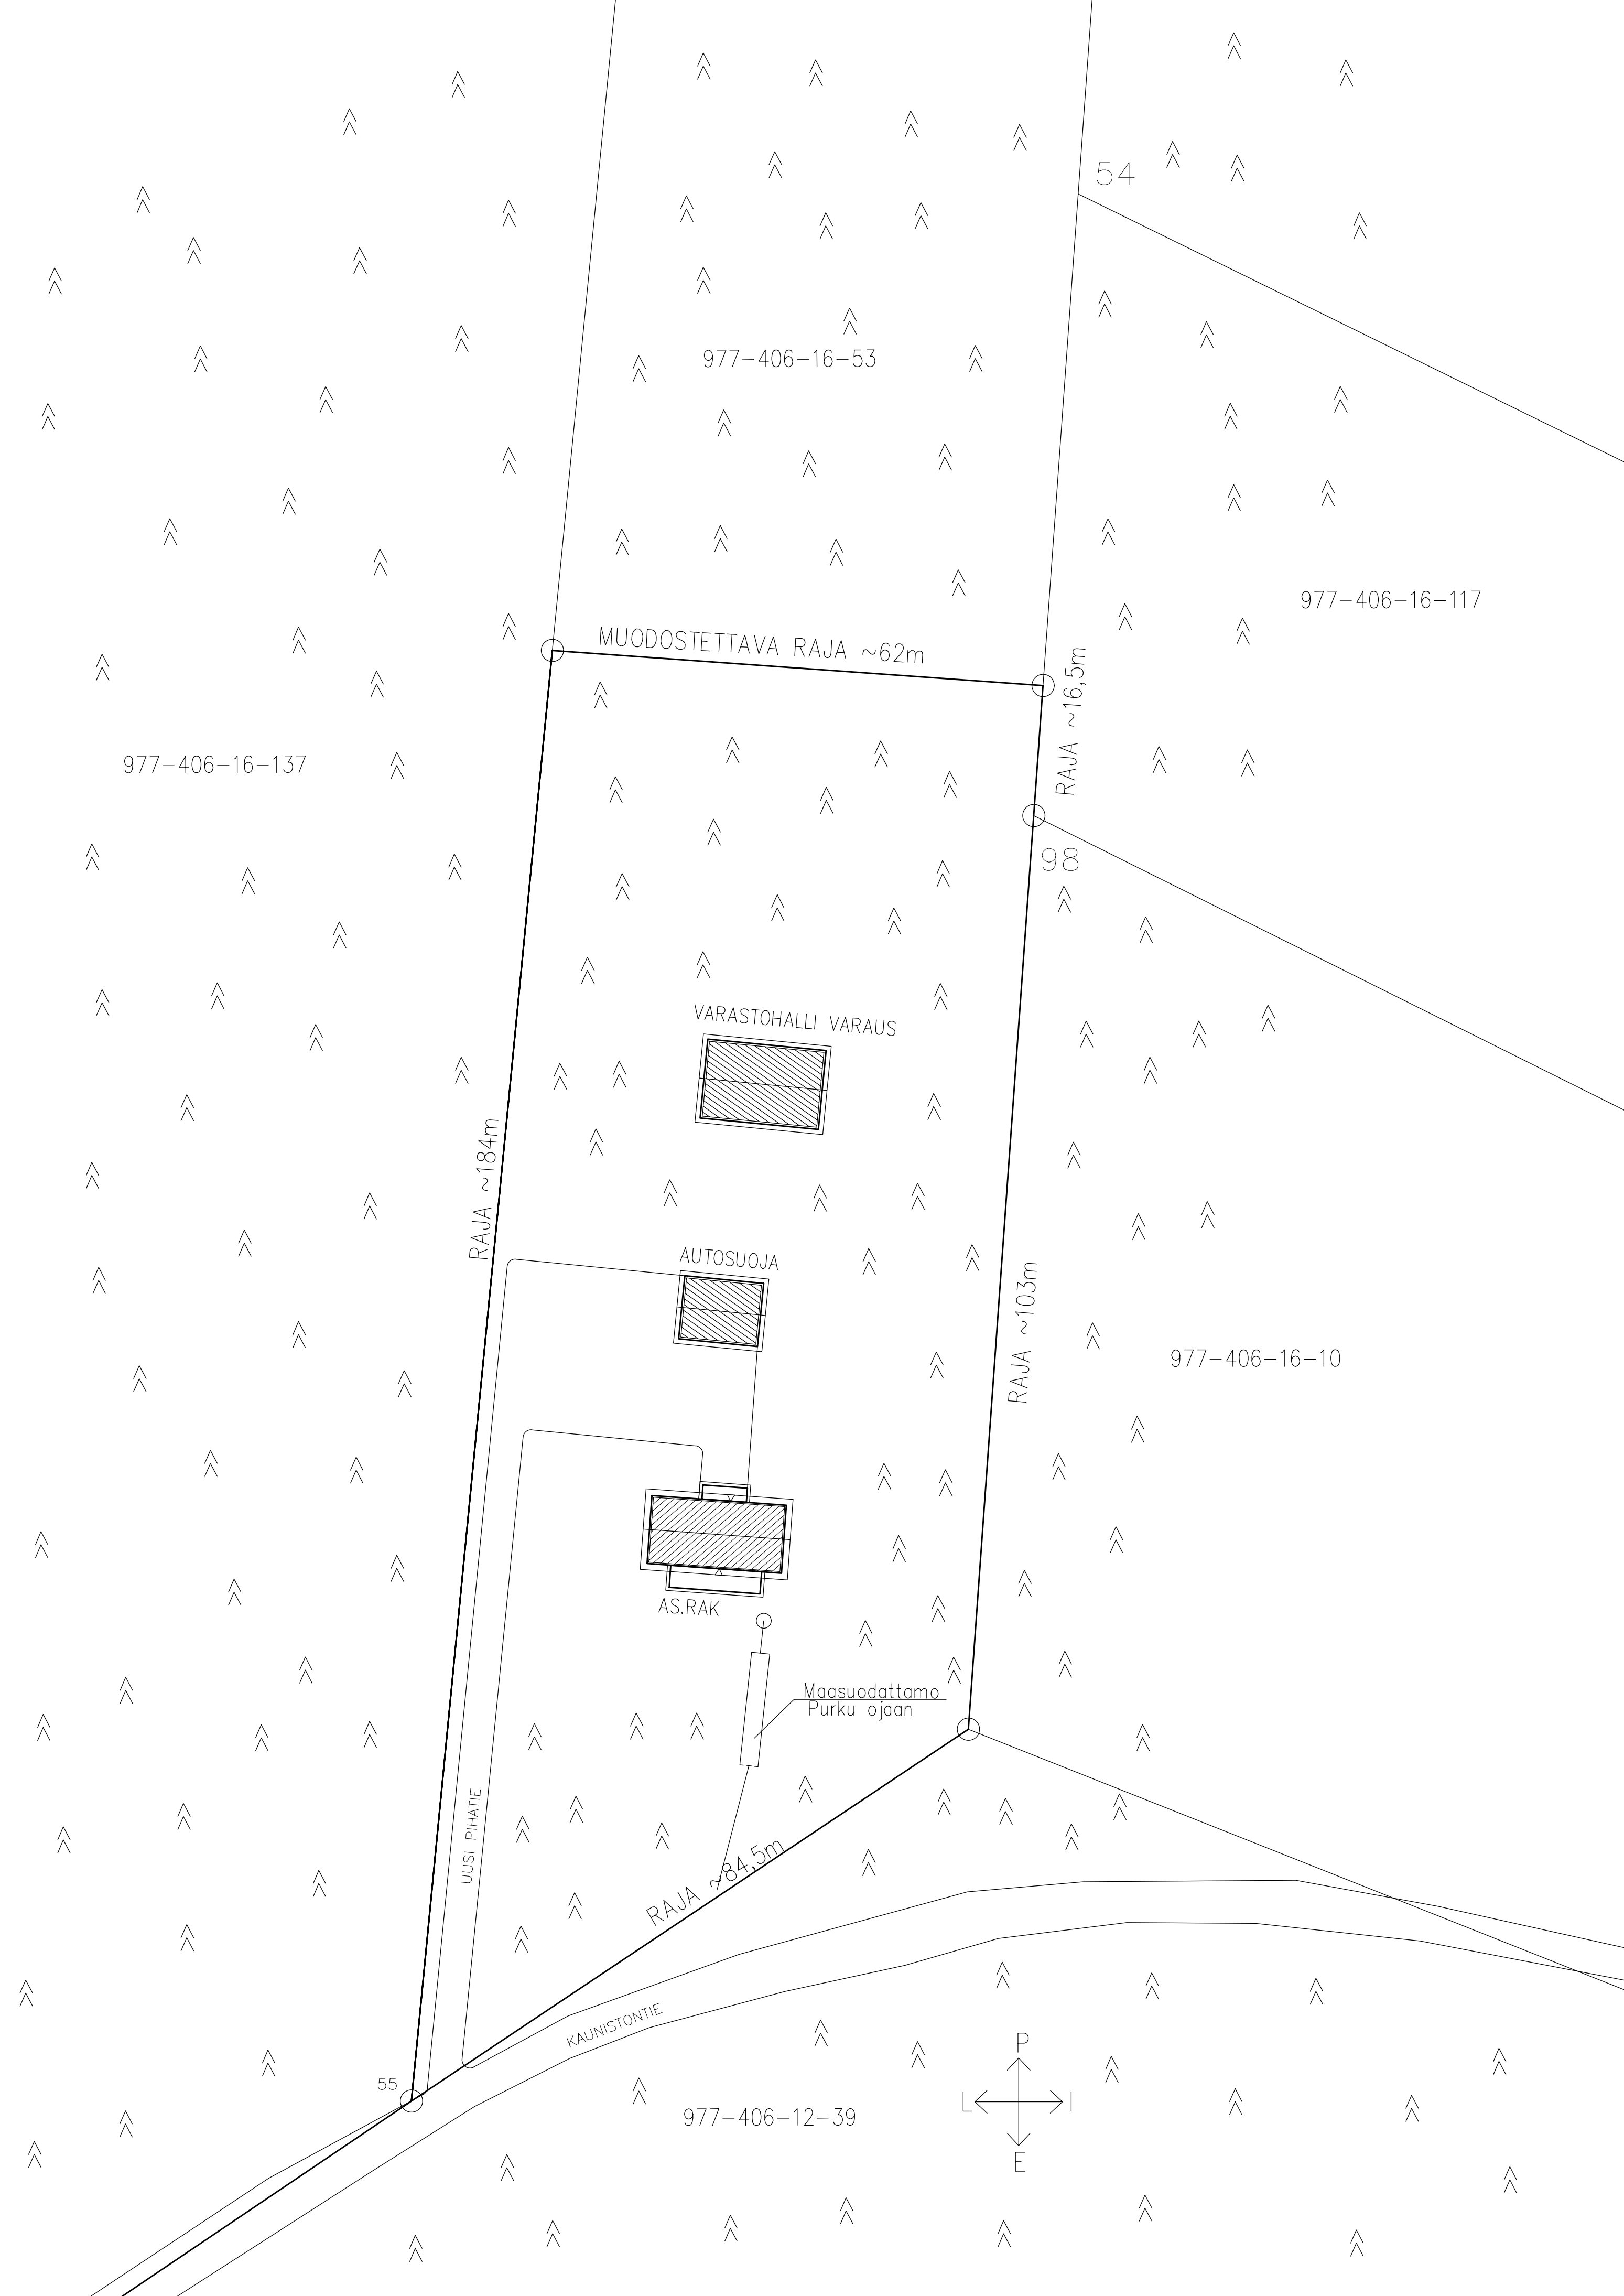 54
977-406-16-53
977-406-16-117
MUODOSTETTAVA RAJA ~62m
RAJA ~16,5m
977-406-16-137
98
VARASTOHALLI VARAUS
RAJA ~184m
AUTOSUOJA
RAJA ~103m
977-406-16-10
AS.RAK
Maasuodattamo
Purku ojaan
UUSI PIHATIE
RAJA ~84,5m
KAUNISTONTIE
55
977-406-12-39
P
L
I
E